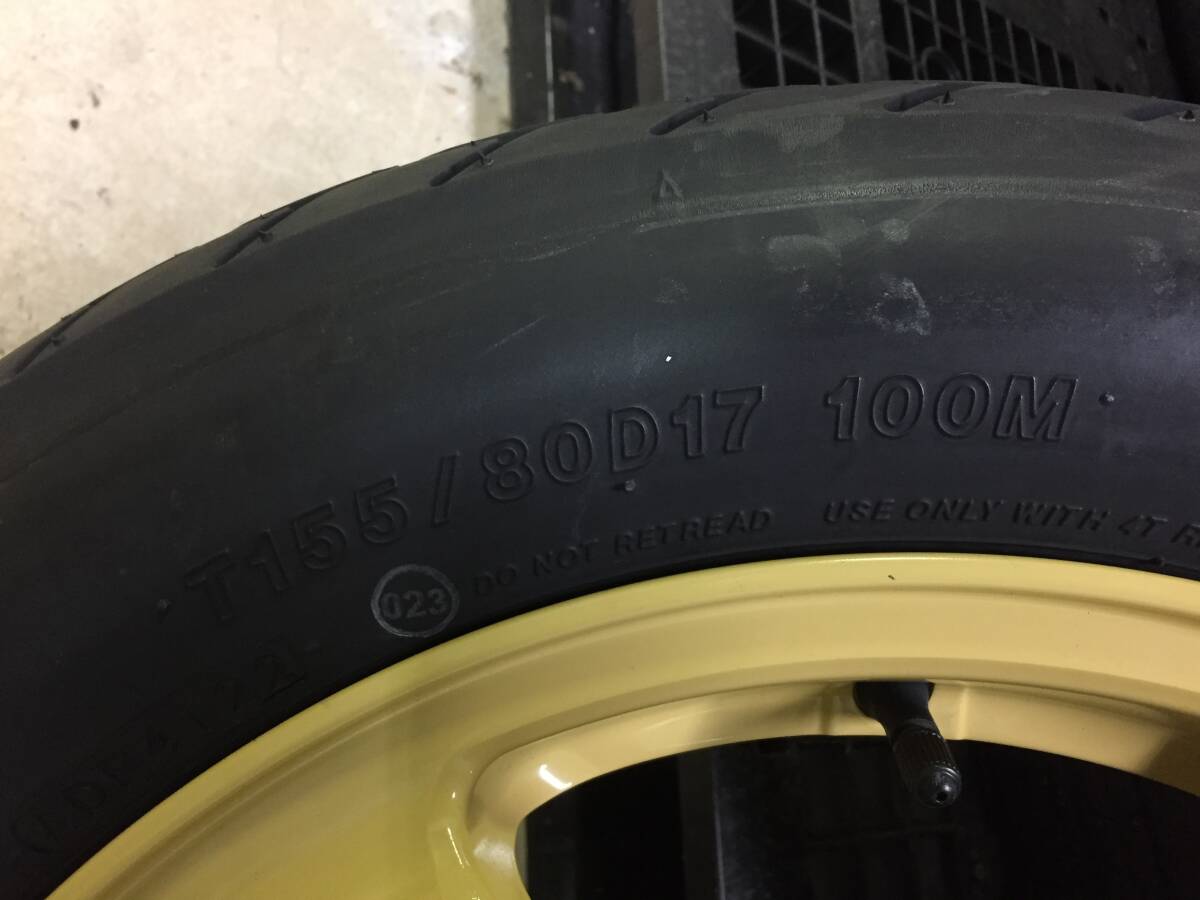 T155/80D17 100M
023 DO NOT RETREAD USE ONLY WITH 4T